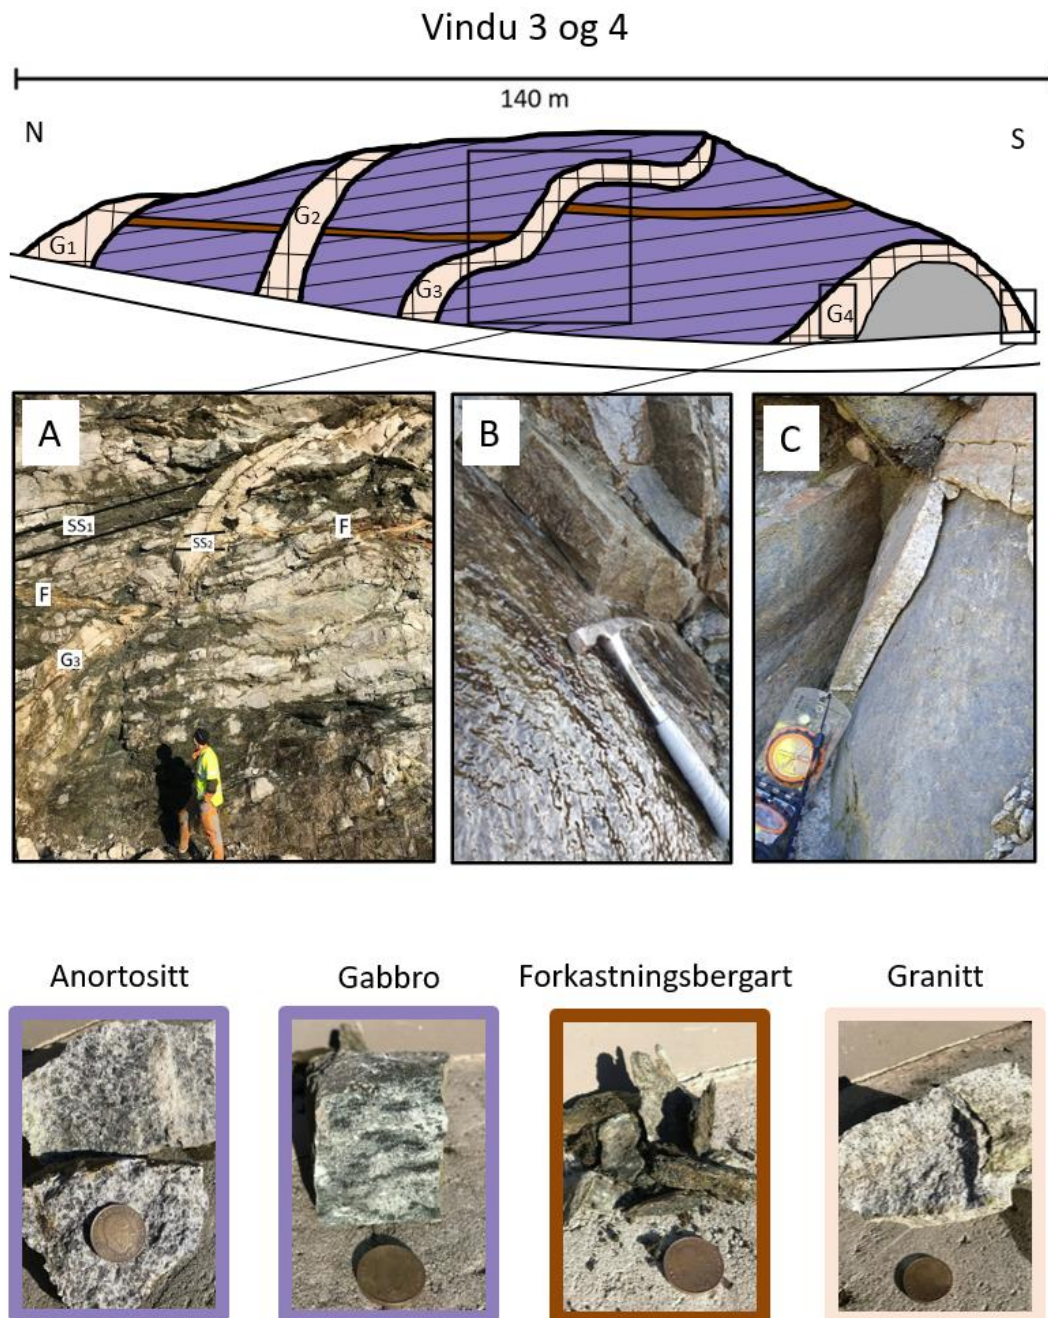 Vindu 3 og 4
140 m
N
S
G1
G2
G3
G4
A
B
C
SS1
SS2
F
F
G3
Anortositt
Gabbro
Forkastningsbergart
Granitt